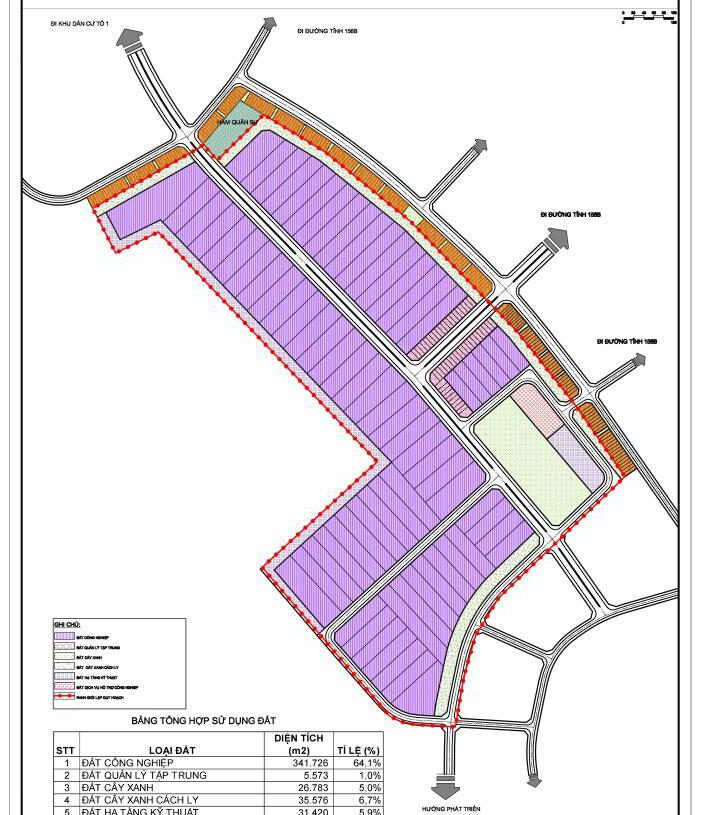 ĐI KHU DÂN CƯ TỔ 1
ĐI ĐƯỜNG TỈNH 156B
HẦM QUÂN SỰ
ĐI ĐƯỜNG TỈNH 156B
ĐI ĐƯỜNG TỈNH 156B
GHI CHÚ:
ĐẤT CÔNG NGHIỆP
ĐẤT QUẢN LÝ TẬP TRUNG
ĐẤT CÂY XANH
ĐẤT CÂY XANH CÁCH LY
ĐẤT HẠ TẦNG KỸ THUẬT
ĐẤT DỊCH VỤ HỖ TRỢ CÔNG NGHIỆP
RANH GIỚI LẬP QUY HOẠCH
BẢNG TỔNG HỢP SỬ DỤNG ĐẤT
STT LOẠI ĐẤT DIỆN TÍCH (m2) TỈ LỆ (%)
1 ĐẤT CÔNG NGHIỆP 341.726 64,1%
2 ĐẤT QUẢN LÝ TẬP TRUNG 5.573 1,0%
3 ĐẤT CÂY XANH 26.783 5,0%
4 ĐẤT CÂY XANH CÁCH LY 35.576 6,7%
5 ĐẤT HẠ TẦNG KỸ THUẬT 31.420 5,9%
HƯỚNG PHÁT TRIỂN